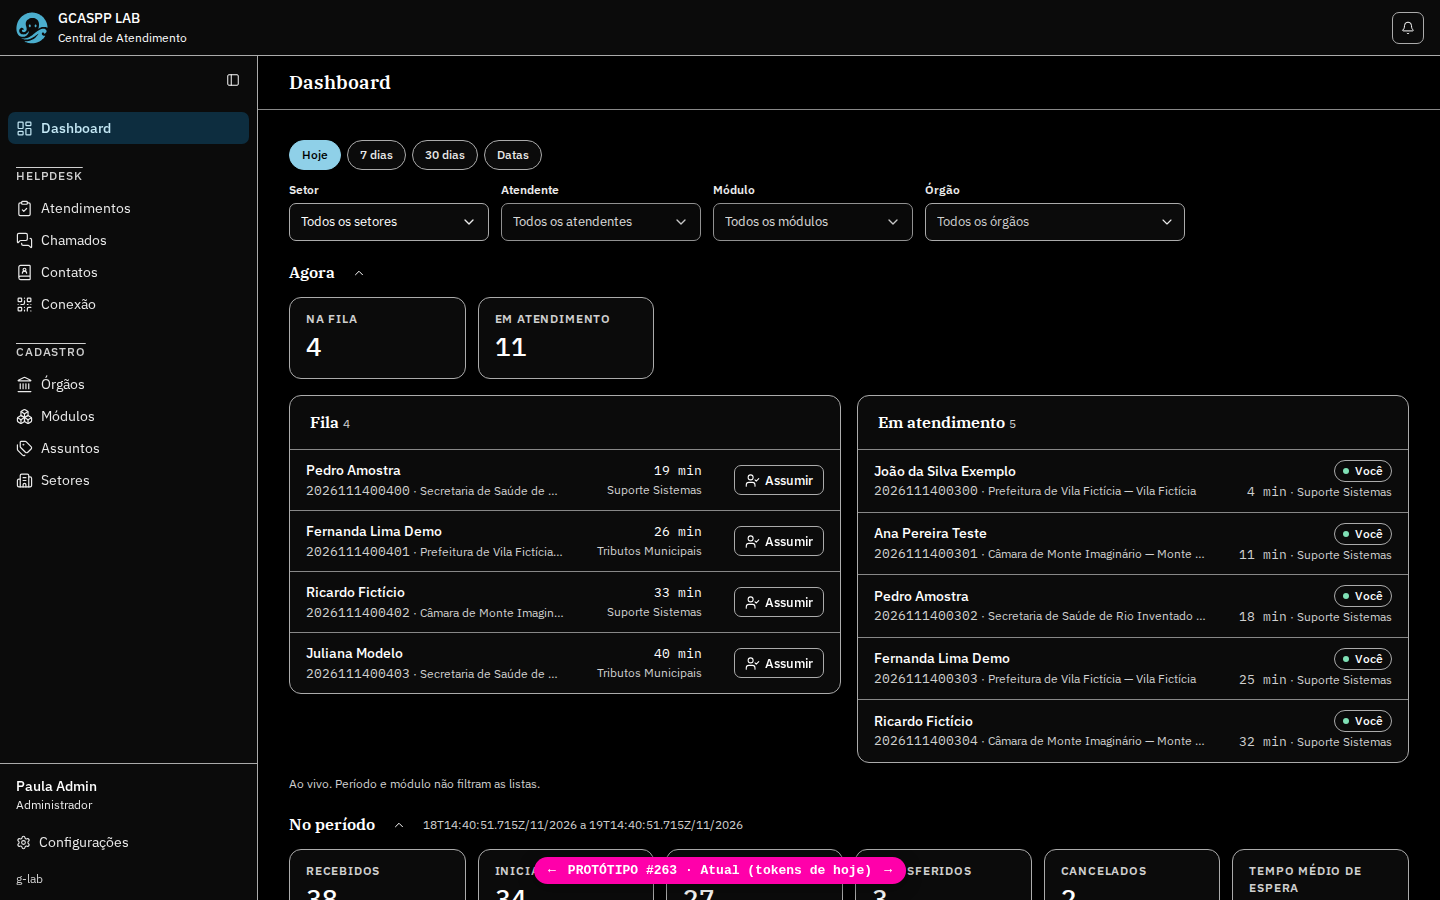 GCASPP LAB
Central de Atendimento
Dashboard
HELPDESK
Atendimentos
Chamados
Contatos
Conexão
CADASTRO
Órgãos
Módulos
Assuntos
Setores
Paula Admin
Administrador
Configurações
g-lab
Dashboard
Hoje 7 dias 30 dias Datas
Setor Atendente Módulo Órgão
Todos os setores Todos os atendentes Todos os módulos Todos os órgãos
Agora
NA FILA EM ATENDIMENTO
4 11
Fila 4
Pedro Amostra 19 min
2026111400400 · Secretaria de Saúde de ... Suporte Sistemas Assumir
Fernanda Lima Demo 26 min
2026111400401 · Prefeitura de Vila Fictícia... Tributos Municipais Assumir
Ricardo Fictício 33 min
2026111400402 · Câmara de Monte Imagin... Suporte Sistemas Assumir
Juliana Modelo 40 min
2026111400403 · Secretaria de Saúde de ... Tributos Municipais Assumir
Em atendimento 5
João da Silva Exemplo Você
2026111400300 · Prefeitura de Vila Fictícia — Vila Fictícia 4 min · Suporte Sistemas
Ana Pereira Teste Você
2026111400301 · Câmara de Monte Imaginário — Monte ... 11 min · Suporte Sistemas
Pedro Amostra Você
2026111400302 · Secretaria de Saúde de Rio Inventado ... 18 min · Suporte Sistemas
Fernanda Lima Demo Você
2026111400303 · Prefeitura de Vila Fictícia — Vila Fictícia 25 min · Suporte Sistemas
Ricardo Fictício Você
2026111400304 · Câmara de Monte Imaginário — Monte ... 32 min · Suporte Sistemas
Ao vivo. Período e módulo não filtram as listas.
No período 18T14:40:51.715Z/11/2026 a 19T14:40:51.715Z/11/2026
RECEBIDOS CANCELADOS TEMPO MÉDIO DE ESPERA
38 34 27 3 2
← PROTÓTIPO #263 · Atual (tokens de hoje) →